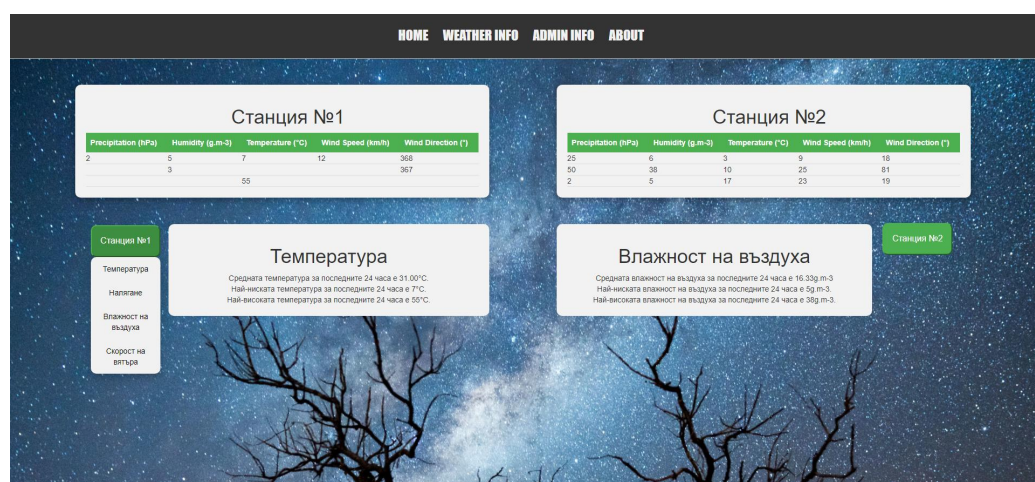 HOME WEATHER INFO ADMIN INFO ABOUT
Станция №1
Precipitation (hPa) Humidity (g.m-3) Temperature (°C) Wind Speed (km/h) Wind Direction (°)
2 5 7 12 368
3 367
55
Станция №2
Precipitation (hPa) Humidity (g.m-3) Temperature (°C) Wind Speed (km/h) Wind Direction (°)
25 6 3 9 18
50 38 10 25 81
2 5 17 23 19
Станция №1
Температура
Налягане
Влажност на
въздуха
Скорост на
вятъра
Температура
Средната температура за последните 24 часа е 31.00°C.
Най-ниската температура за последните 24 часа е 7°C.
Най-високата температура за последните 24 часа е 55°C.
Влажност на въздуха
Средната влажност на въздуха за последните 24 часа е 16.33g.m-3
Най-ниската влажност на въздуха за последните 24 часа е 5g.m-3.
Най-високата влажност на въздуха за последните 24 часа е 38g.m-3.
Станция №2